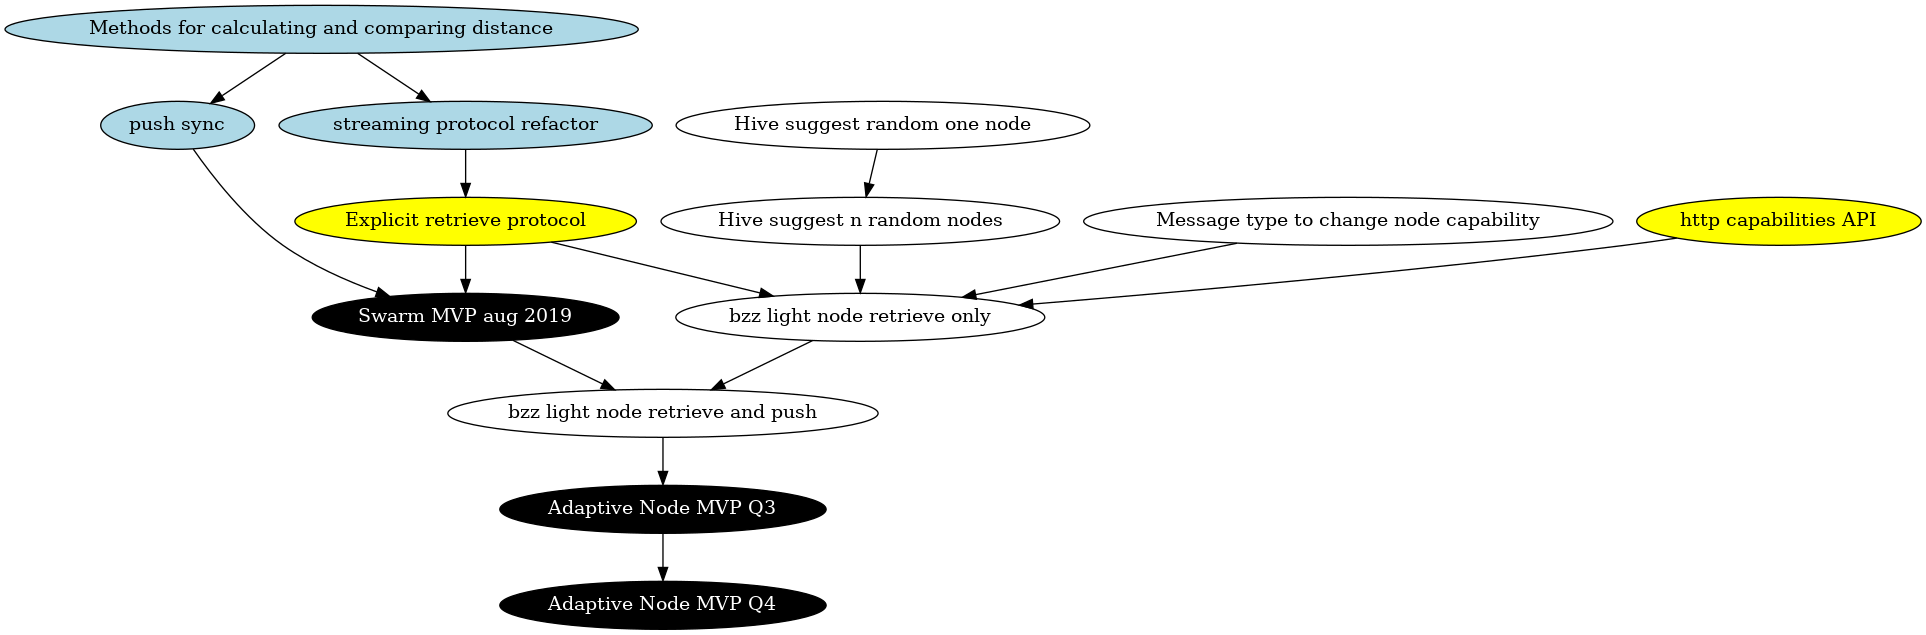 Methods for calculating and comparing distance
push sync
streaming protocol refactor
Hive suggest random one node
Explicit retrieve protocol
Hive suggest n random nodes
Message type to change node capability
http capabilities API
Swarm MVP aug 2019
bzz light node retrieve only
bzz light node retrieve and push
Adaptive Node MVP Q3
Adaptive Node MVP Q4